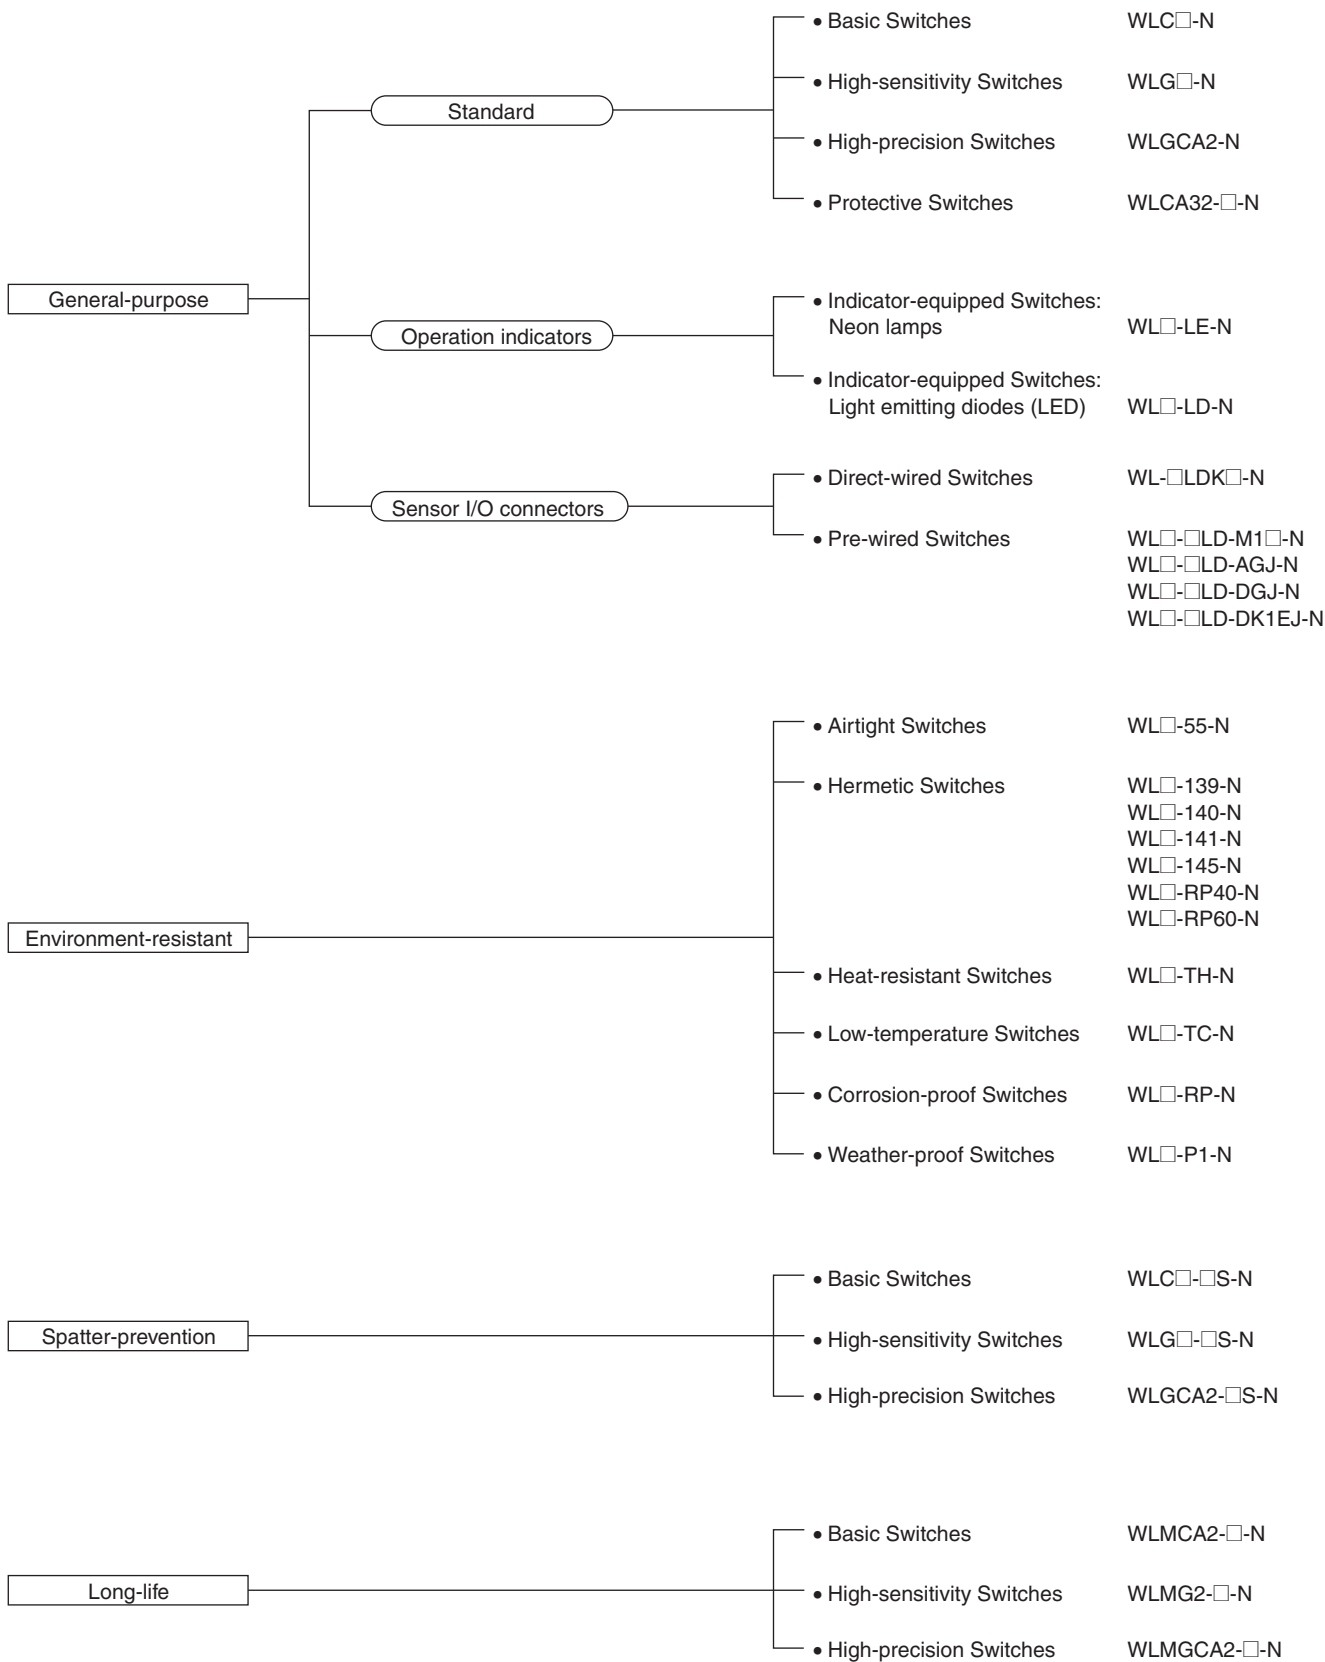 General-purpose
Standard
• Basic Switches WLC□-N
• High-sensitivity Switches WLG□-N
• High-precision Switches WLGCA2-N
• Protective Switches WLCA32-□-N
Operation indicators
• Indicator-equipped Switches:
Neon lamps WL□-LE-N
• Indicator-equipped Switches:
Light emitting diodes (LED) WL□-LD-N
Sensor I/O connectors
• Direct-wired Switches WL-□LDK□-N
• Pre-wired Switches WL□-□LD-M1□-N
WL□-□LD-AGJ-N
WL□-□LD-DGJ-N
WL□-□LD-DK1EJ-N
Environment-resistant
• Airtight Switches WL□-55-N
• Hermetic Switches WL□-139-N
WL□-140-N
WL□-141-N
WL□-145-N
WL□-RP40-N
WL□-RP60-N
• Heat-resistant Switches WL□-TH-N
• Low-temperature Switches WL□-TC-N
• Corrosion-proof Switches WL□-RP-N
• Weather-proof Switches WL□-P1-N
Spatter-prevention
• Basic Switches WLC□-□S-N
• High-sensitivity Switches WLG□-□S-N
• High-precision Switches WLGCA2-□S-N
Long-life
• Basic Switches WLMCA2-□-N
• High-sensitivity Switches WLMG2-□-N
• High-precision Switches WLMGCA2-□-N